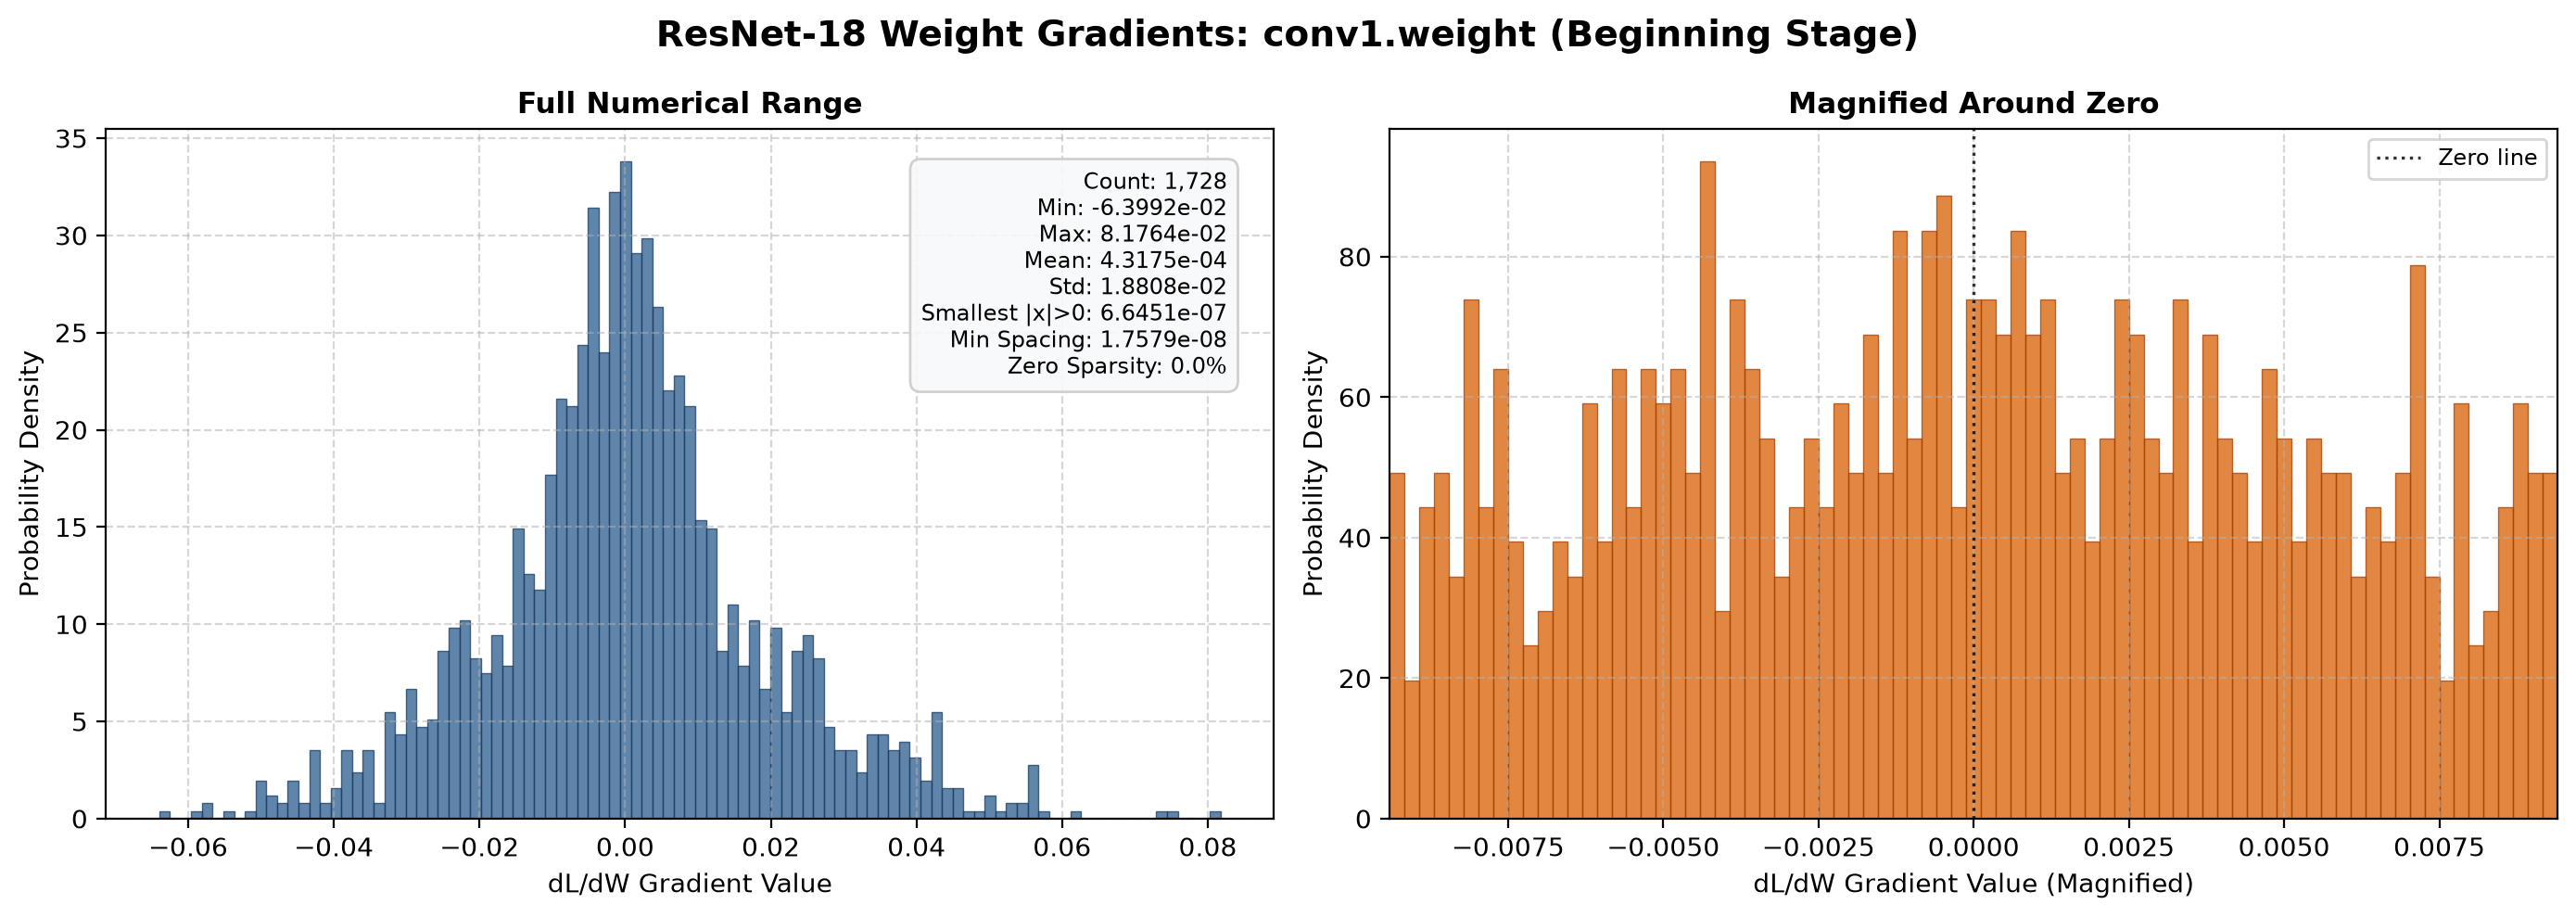 ResNet-18 Weight Gradients: conv1.weight (Beginning Stage)
Full Numerical Range
Probability Density
35
30
25
20
15
10
5
0
Count: 1,728
Min: -6.3992e-02
Max: 8.1764e-02
Mean: 4.3175e-04
Std: 1.8808e-02
Smallest |x|>0: 6.6451e-07
Min Spacing: 1.7579e-08
Zero Sparsity: 0.0%
−0.06 −0.04 −0.02 0.00 0.02 0.04 0.06 0.08
dL/dW Gradient Value
Magnified Around Zero
Zero line
Probability Density
80
60
40
20
0
−0.0075 −0.0050 −0.0025 0.0000 0.0025 0.0050 0.0075
dL/dW Gradient Value (Magnified)